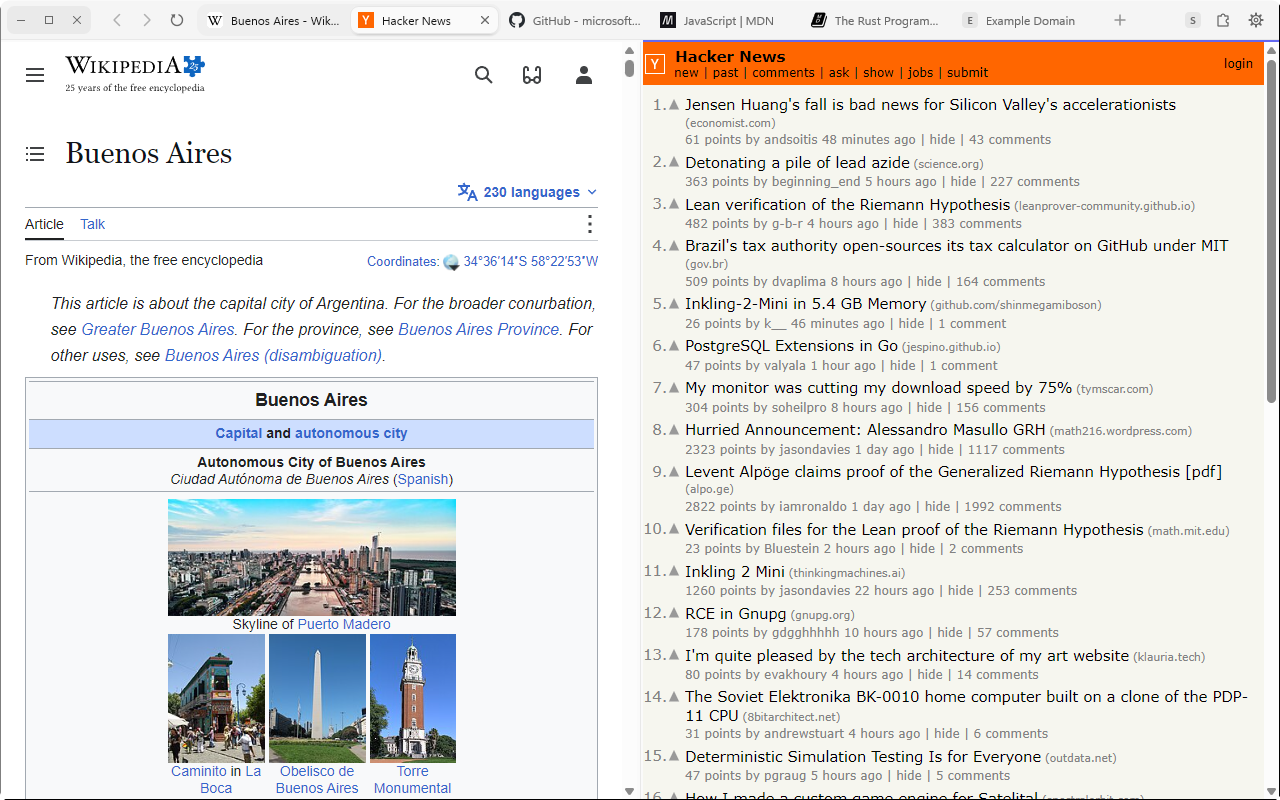 Buenos Aires - Wik...
Hacker News
GitHub - microsoft...
JavaScript | MDN
The Rust Program...
Example Domain
WIKIPEDIA
25 years of the free encyclopedia
Buenos Aires
230 languages
Article Talk
From Wikipedia, the free encyclopedia
Coordinates: 34°36′14″S 58°22′53″W
This article is about the capital city of Argentina. For the broader conurbation,
see Greater Buenos Aires. For the province, see Buenos Aires Province. For
other uses, see Buenos Aires (disambiguation).
Buenos Aires
Capital and autonomous city
Autonomous City of Buenos Aires
Ciudad Autónoma de Buenos Aires (Spanish)
Skyline of Puerto Madero
Caminito in La
Boca
Obelisco de
Buenos Aires
Torre
Monumental
Hacker News
new | past | comments | ask | show | jobs | submit
login
1. Jensen Huang's fall is bad news for Silicon Valley's accelerationists
(economist.com)
61 points by andsoitis 48 minutes ago | hide | 43 comments
2. Detonating a pile of lead azide (science.org)
363 points by beginning_end 5 hours ago | hide | 227 comments
3. Lean verification of the Riemann Hypothesis (leanprover-community.github.io)
482 points by g-b-r 4 hours ago | hide | 383 comments
4. Brazil's tax authority open-sources its tax calculator on GitHub under MIT
(gov.br)
509 points by dvaplima 8 hours ago | hide | 164 comments
5. Inkling-2-Mini in 5.4 GB Memory (github.com/shinmegamiboson)
26 points by k__ 46 minutes ago | hide | 1 comment
6. PostgreSQL Extensions in Go (jespino.github.io)
47 points by valyala 1 hour ago | hide | 1 comment
7. My monitor was cutting my download speed by 75% (tymscar.com)
304 points by soheilpro 8 hours ago | hide | 156 comments
8. Hurried Announcement: Alessandro Masullo GRH (math216.wordpress.com)
2323 points by jasondavies 1 day ago | hide | 1117 comments
9. Levent Alpöge claims proof of the Generalized Riemann Hypothesis [pdf]
(alpo.ge)
2822 points by iamronaldo 1 day ago | hide | 1992 comments
10. Verification files for the Lean proof of the Riemann Hypothesis (math.mit.edu)
23 points by Bluestein 2 hours ago | hide | 2 comments
11. Inkling 2 Mini (thinkingmachines.ai)
1260 points by jasondavies 22 hours ago | hide | 253 comments
12. RCE in Gnupg (gnupg.org)
178 points by gdgghhhhh 10 hours ago | hide | 57 comments
13. I'm quite pleased by the tech architecture of my art website (klauria.tech)
80 points by evakhoury 4 hours ago | hide | 14 comments
14. The Soviet Elektronika BK-0010 home computer built on a clone of the PDP-
11 CPU (8bitarchitect.net)
31 points by andrewstuart 4 hours ago | hide | 6 comments
15. Deterministic Simulation Testing Is for Everyone (outdata.net)
47 points by pgraug 5 hours ago | hide | 5 comments
16. How I made a custom game engine for Satelital